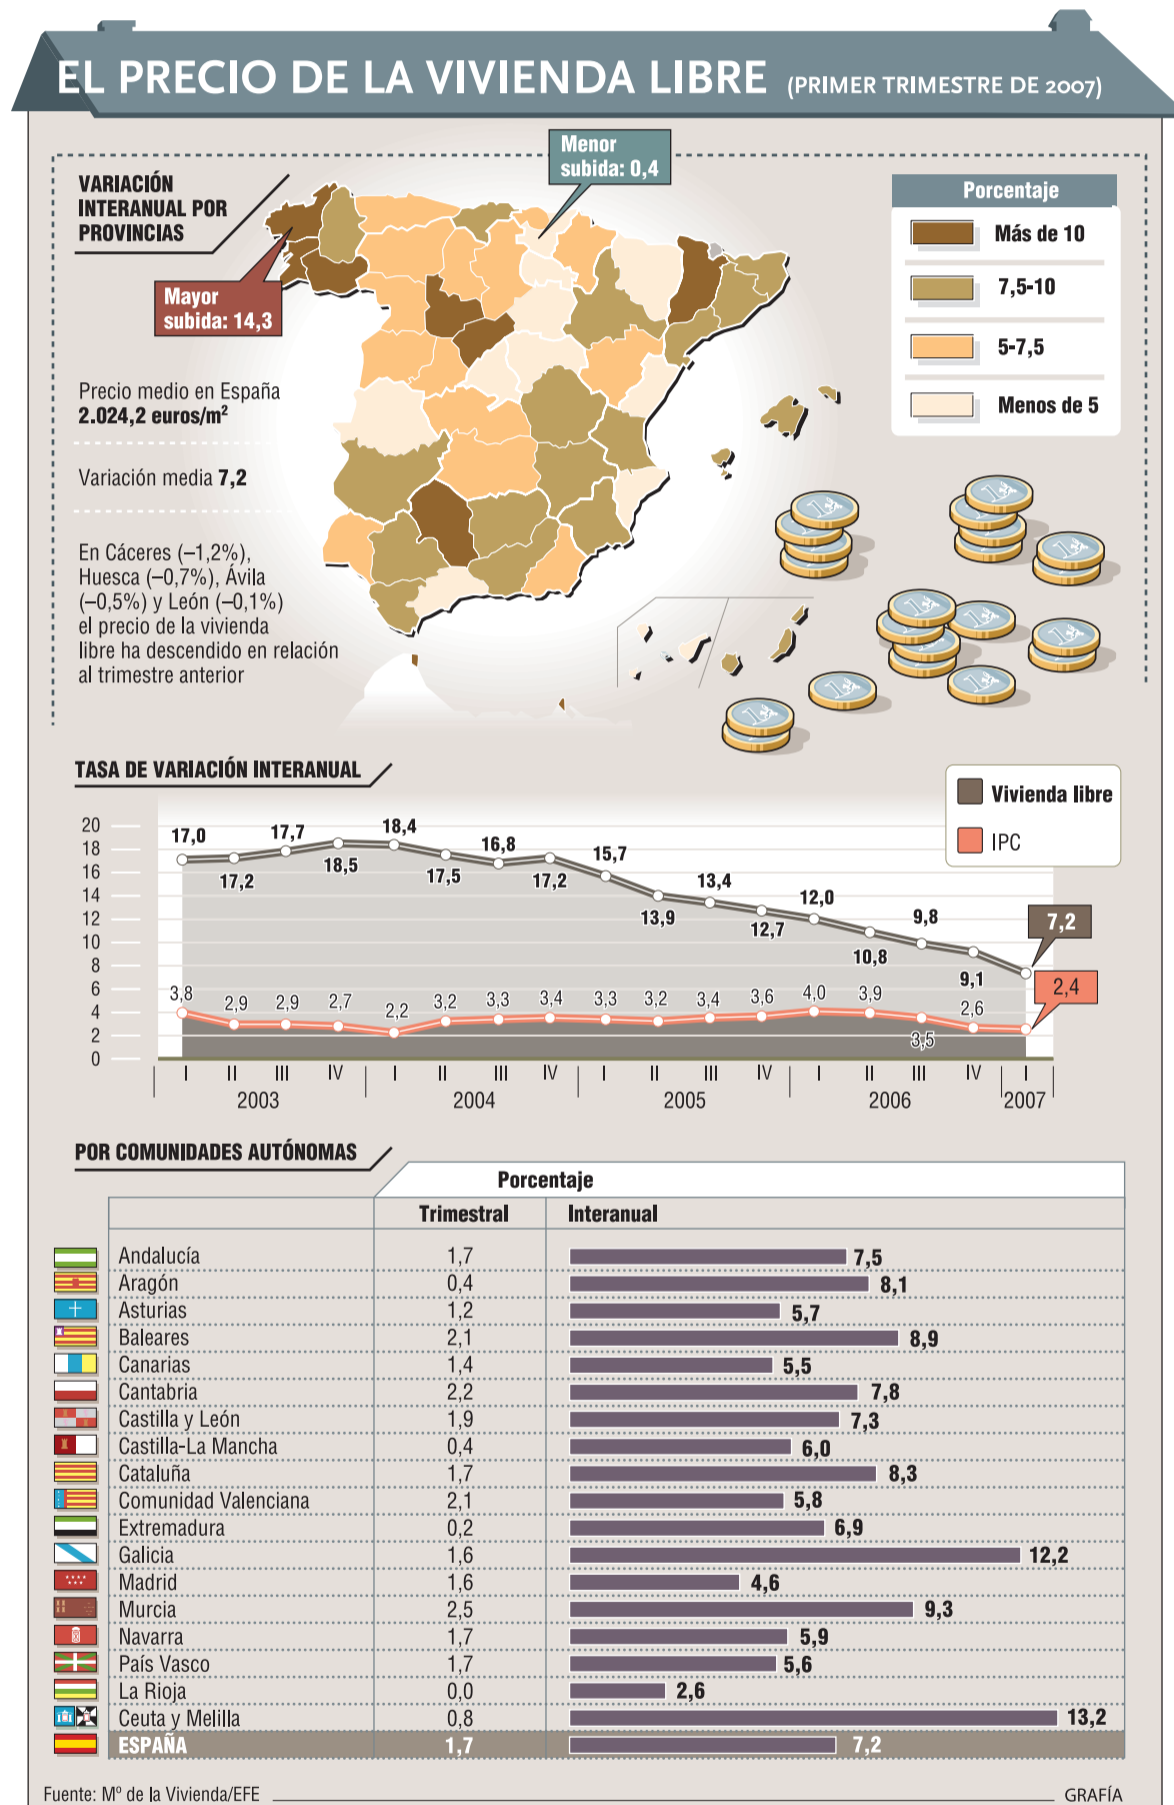 EL PRECIO DE LA VIVIENDA LIBRE (PRIMER TRIMESTRE DE 2007)
VARIACIÓN
INTERANUAL POR
PROVINCIAS
Menor
subida: 0,4
Mayor
subida: 14,3
Porcentaje
Más de 10
7,5-10
5-7,5
Menos de 5
Precio medio en España
2.024,2 euros/m²
Variación media 7,2
En Cáceres (–1,2%),
Huesca (–0,7%), Ávila
(–0,5%) y León (–0,1%)
el precio de la vivienda
libre ha descendido en relación
al trimestre anterior
TASA DE VARIACIÓN INTERANUAL
Vivienda libre
IPC
20
18
16
14
12
10
8
6
4
2
0
17,0 17,2 17,7 18,5 18,4 17,5 16,8 17,2 15,7 13,9 13,4 12,7 12,0 10,8 9,8 9,1 7,2
3,8 2,9 2,9 2,7 2,2 3,2 3,3 3,4 3,3 3,2 3,4 3,6 4,0 3,9 3,5 2,6 2,4
I II III IV I II III IV I II III IV I II III IV I
2003 2004 2005 2006 2007
POR COMUNIDADES AUTÓNOMAS
Porcentaje
Trimestral Interanual
Andalucía 1,7 7,5
Aragón 0,4 8,1
Asturias 1,2 5,7
Baleares 2,1 8,9
Canarias 1,4 5,5
Cantabria 2,2 7,8
Castilla y León 1,9 7,3
Castilla-La Mancha 0,4 6,0
Cataluña 1,7 8,3
Comunidad Valenciana 2,1 5,8
Extremadura 0,2 6,9
Galicia 1,6 12,2
Madrid 1,6 4,6
Murcia 2,5 9,3
Navarra 1,7 5,9
País Vasco 1,7 5,6
La Rioja 0,0 2,6
Ceuta y Melilla 0,8 13,2
ESPAÑA 1,7 7,2
Fuente: Mº de la Vivienda/EFE GRAFÍA